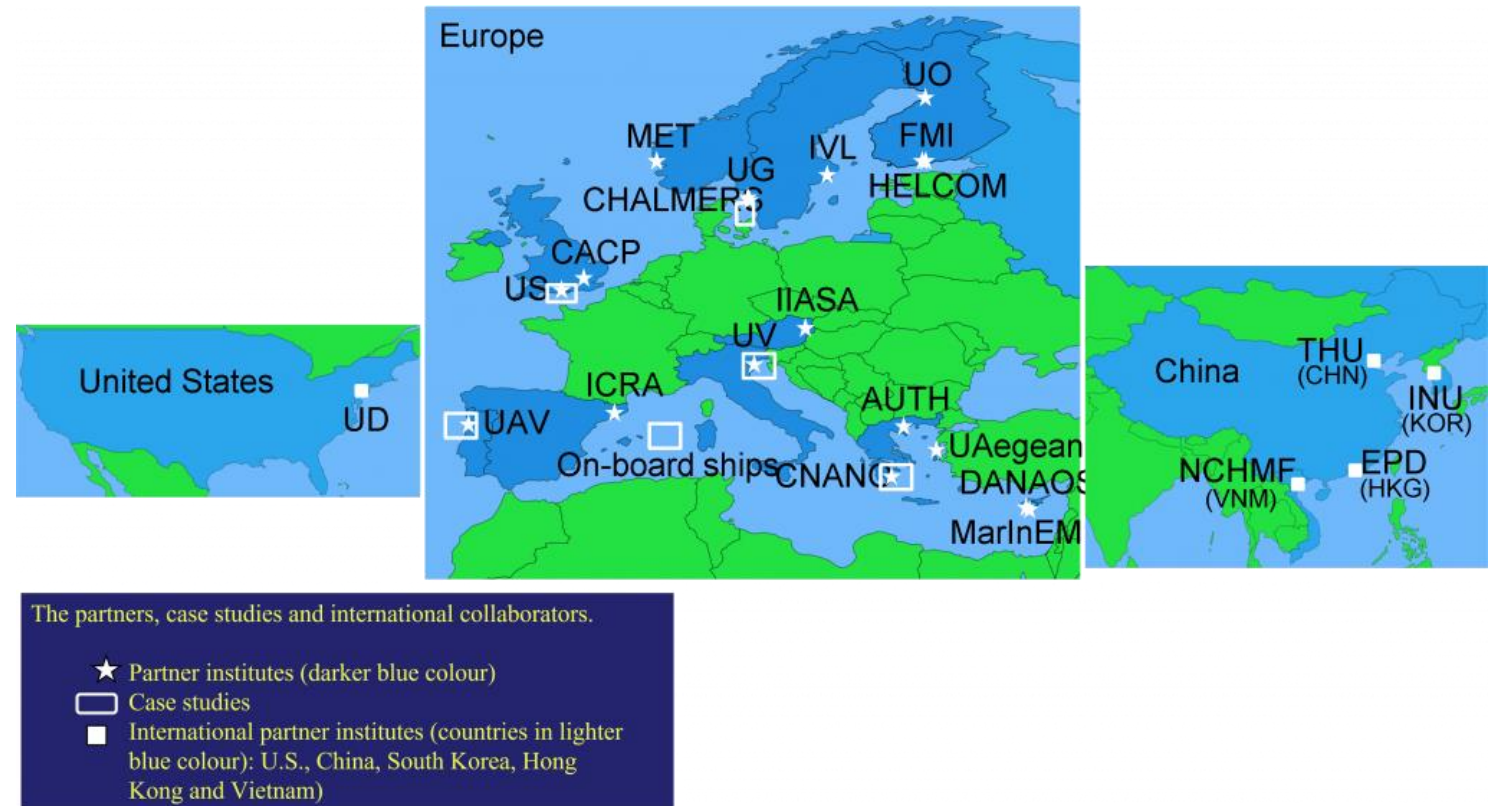 Europe
UO
MET
IVL
FMI
UG
CHALMERS
HELCOM
CACP
US
IIASA
UV
ICRA
AUTH
UAV
UAegean
On-board ships
CNANO
DANAOS
MarInEM
United States
UD
China
THU
(CHN)
INU
(KOR)
NCHMF
(VNM)
EPD
(HKG)
The partners, case studies and international collaborators.
Partner institutes (darker blue colour)
Case studies
International partner institutes (countries in lighter
blue colour): U.S., China, South Korea, Hong
Kong and Vietnam)